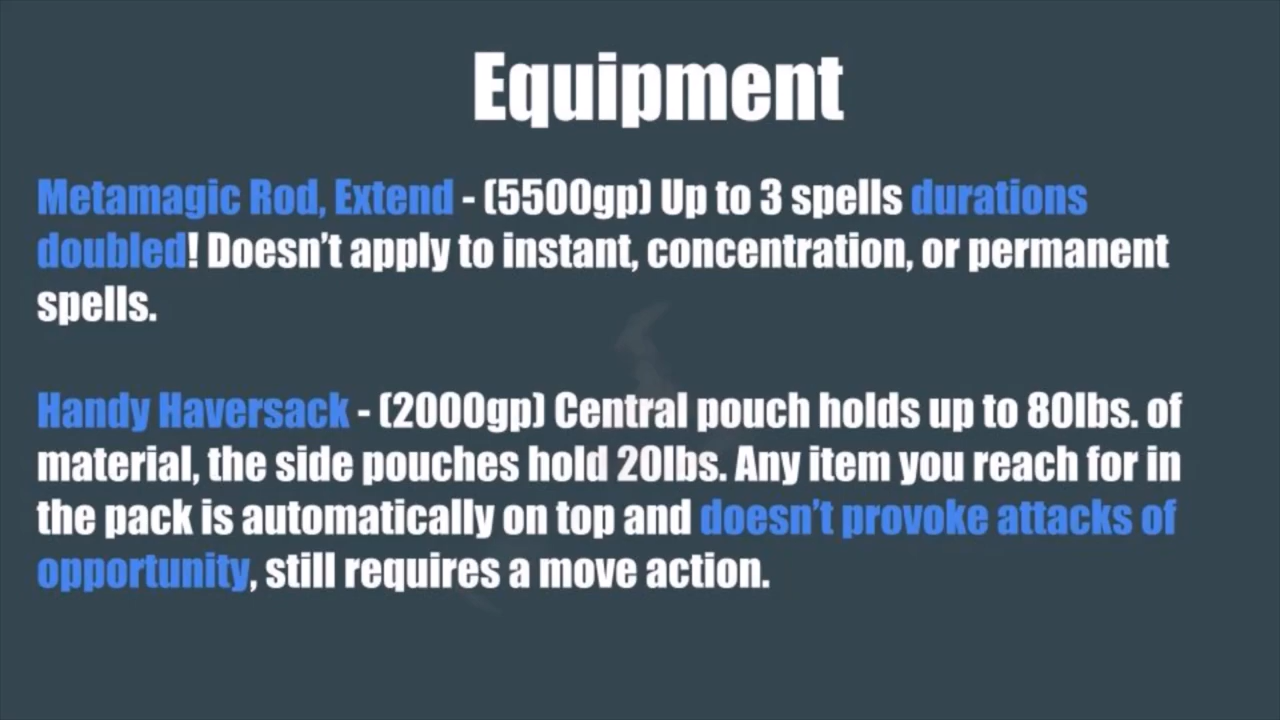 Equipment
Metamagic Rod, Extend - (5500gp) Up to 3 spells durations
doubled! Doesn’t apply to instant, concentration, or permanent
spells.
Handy Haversack - (2000gp) Central pouch holds up to 80lbs. of
material, the side pouches hold 20lbs. Any item you reach for in
the pack is automatically on top and doesn’t provoke attacks of
opportunity, still requires a move action.